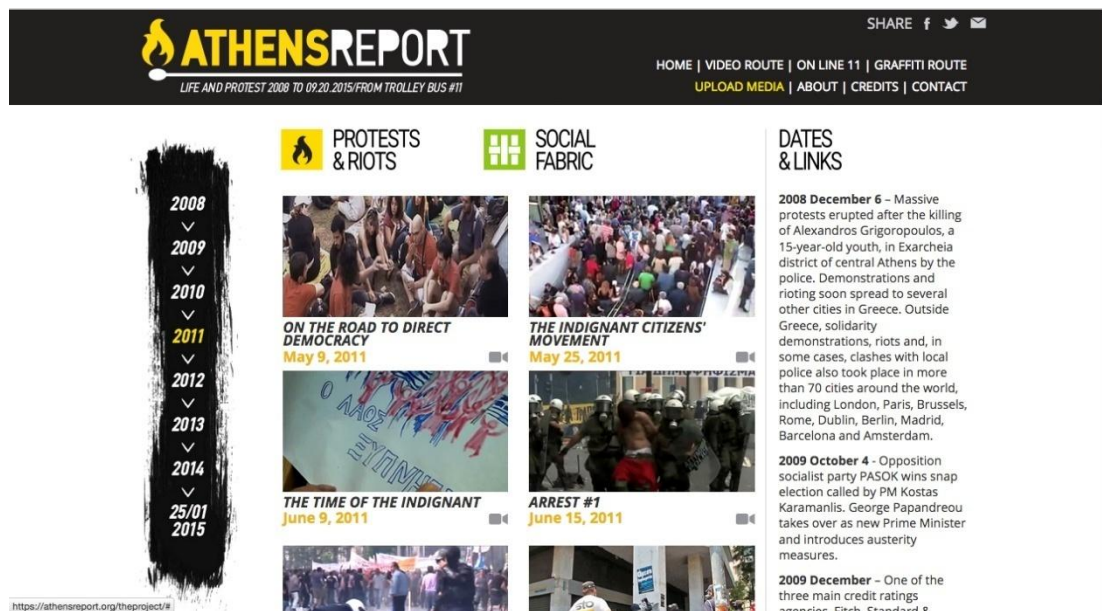 ATHENSREPORT
LIFE AND PROTEST 2008 TO 09.20.2015/FROM TROLLEY BUS #11
SHARE
HOME | VIDEO ROUTE | ON LINE 11 | GRAFFITI ROUTE
UPLOAD MEDIA | ABOUT | CREDITS | CONTACT
2008
2009
2010
2011
2012
2013
2014
25/01
2015
PROTESTS
& RIOTS
SOCIAL
FABRIC
ON THE ROAD TO DIRECT
DEMOCRACY
May 9, 2011
THE INDIGNANT CITIZENS'
MOVEMENT
May 25, 2011
Ο ΛΑΟΣ
THE TIME OF THE INDIGNANT
June 9, 2011
ARREST #1
June 15, 2011
DATES
& LINKS
2008 December 6 – Massive
protests erupted after the killing
of Alexandros Grigoropoulos, a
15-year-old youth, in Exarcheia
district of central Athens by the
police. Demonstrations and
rioting soon spread to several
other cities in Greece. Outside
Greece, solidarity
demonstrations, riots and, in
some cases, clashes with local
police also took place in more
than 70 cities around the world,
including London, Paris, Brussels,
Rome, Dublin, Berlin, Madrid,
Barcelona and Amsterdam.
2009 October 4 - Opposition
socialist party PASOK wins snap
election called by PM Kostas
Karamanlis. George Papandreou
takes over as new Prime Minister
and introduces austerity
measures.
2009 December – One of the
three main credit ratings
agencies, Fitch, Standard &
https://athensreport.org/theproject/#